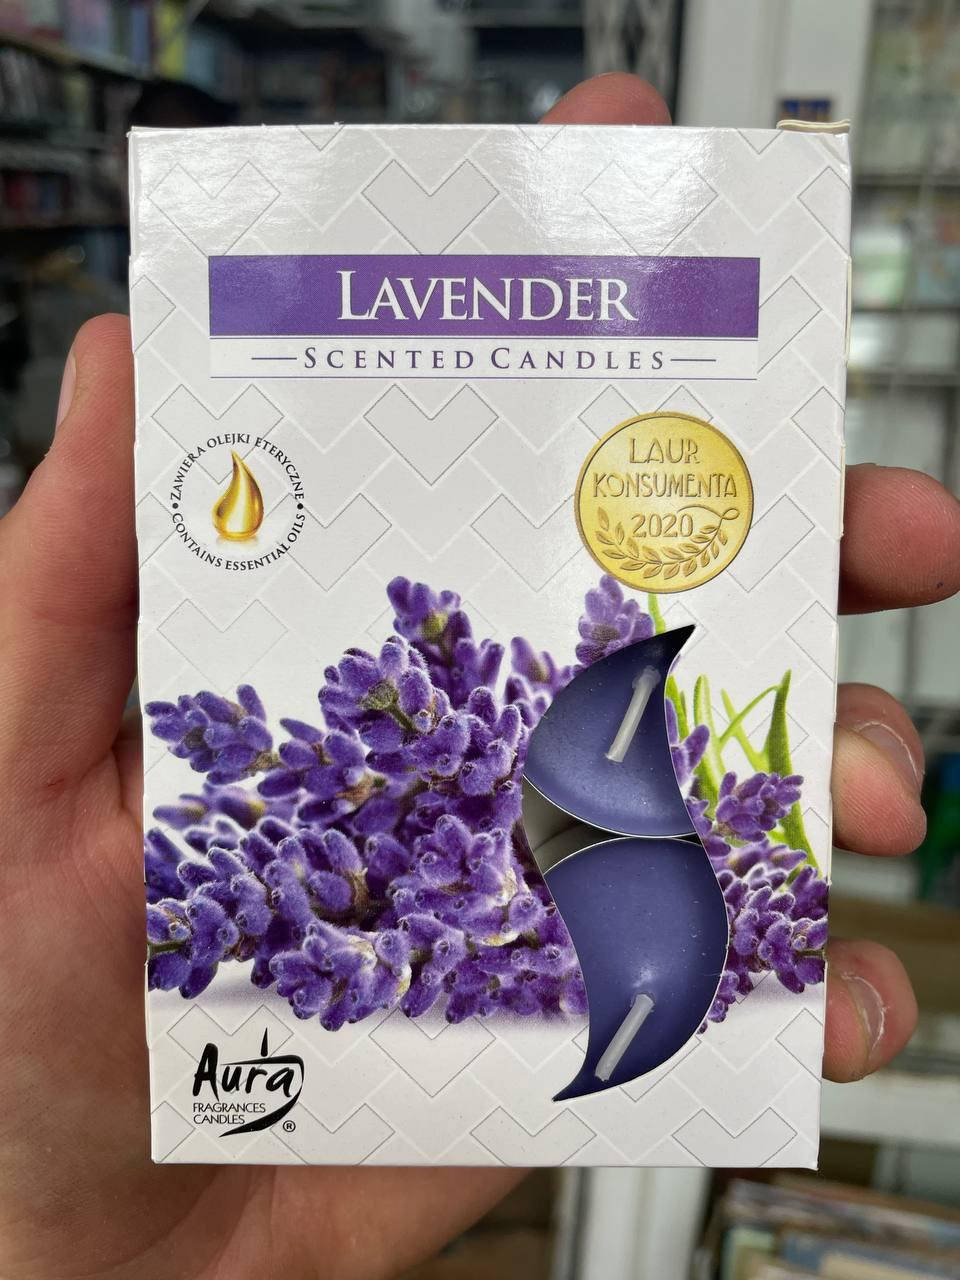 LAVENDER
SCENTED CANDLES
ZAWIERA OLEJKI ETERYCZNE
CONTAINS ESSENTIAL OILS
LAUR
KONSUMENTA
2020
Aura
FRAGRANCES
CANDLES
®